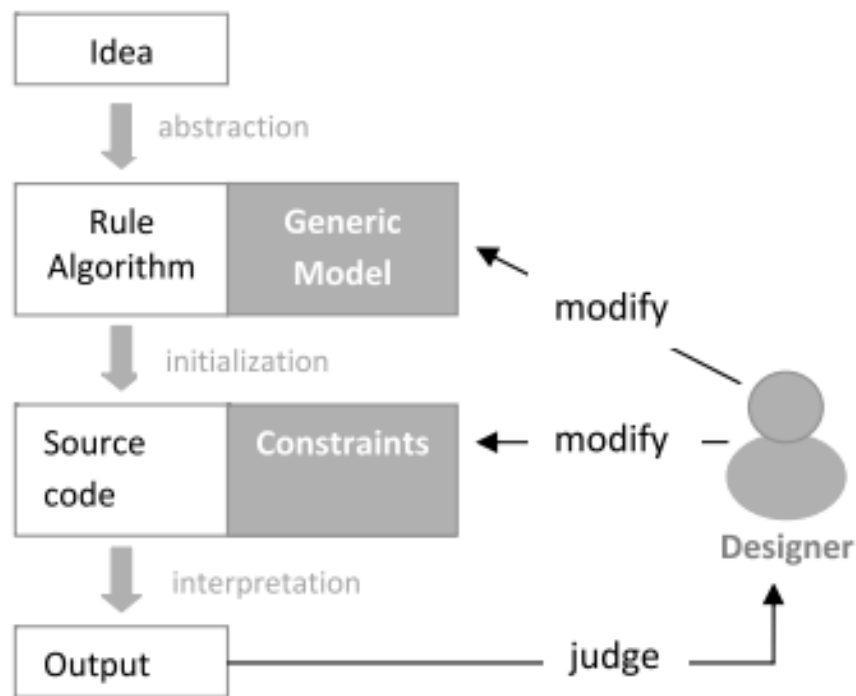 Idea
abstraction
Rule
Algorithm
Generic
Model
modify
initialization
Source
code
Constraints
modify
Designer
interpretation
Output
judge